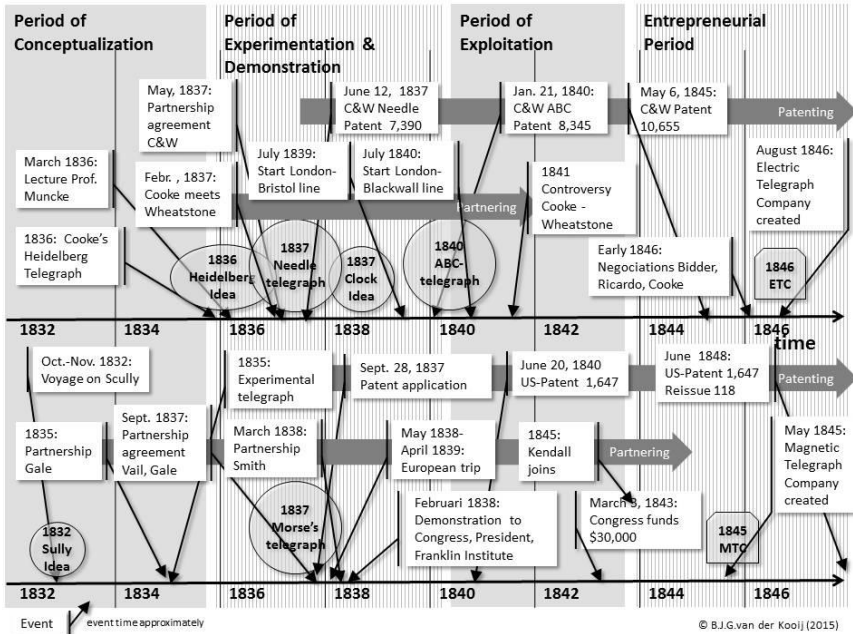 Period of
Conceptualization
Period of
Experimentation &
Demonstration
Period of
Exploitation
Entrepreneurial
Period
May, 1837:
Partnership
agreement
C&W
June 12, 1837
C&W Needle
Patent 7,390
Jan. 21, 1840:
C&W ABC
Patent 8,345
May 6, 1845:
C&W Patent
10,655
Patenting
March 1836:
Lecture Prof.
Muncke
Febr. , 1837:
Cooke meets
Wheatstone
July 1839:
Start London-
Bristol line
July 1840:
Start London-
Blackwall line
Partnering
1841
Controversy
Cooke -
Wheatstone
August 1846:
Electric
Telegraph
Company
created
1836: Cooke's
Heidelberg
Telegraph
1836
Heidelberg
Idea
1837
Needle
telegraph
1837
Clock
Idea
1840
ABC-
telegraph
Early 1846:
Negociations Bidder,
Ricardo, Cooke
1846
ETC
1832 1834 1836 1838 1840 1842 1844 1846
time
Oct.-Nov. 1832:
Voyage on Scully
1835:
Experimental
telegraph
Sept. 28, 1837
Patent application
June 20, 1840
US-Patent 1,647
June 1848:
US-Patent 1,647
Reissue 118
Patenting
1835:
Partnership
Gale
Sept. 1837:
Partnership
agreement
Vail, Gale
March 1838:
Partnership
Smith
May 1838-
April 1839:
European trip
1845:
Kendall
joins
Partnering
May 1845:
Magnetic
Telegraph
Company
created
1832
Sully
Idea
1837
Morse's
telegraph
Februari 1838:
Demonstration to
Congress, President,
Franklin Institute
March 3, 1843:
Congress funds
$30,000
1845
MTC
1832 1834 1836 1838 1840 1842 1844 1846
Event
event time approximately
© B.J.G.van der Kooij (2015)